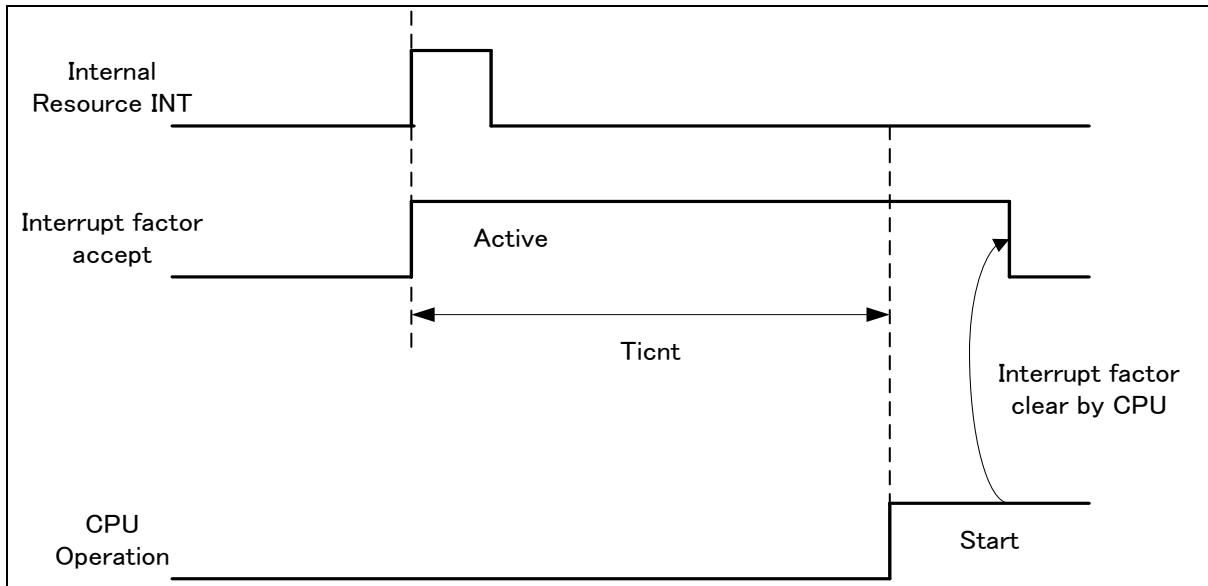 Internal
Resource INT
Interrupt factor
accept
Active
Ticnt
Interrupt factor
clear by CPU
CPU
Operation
Start